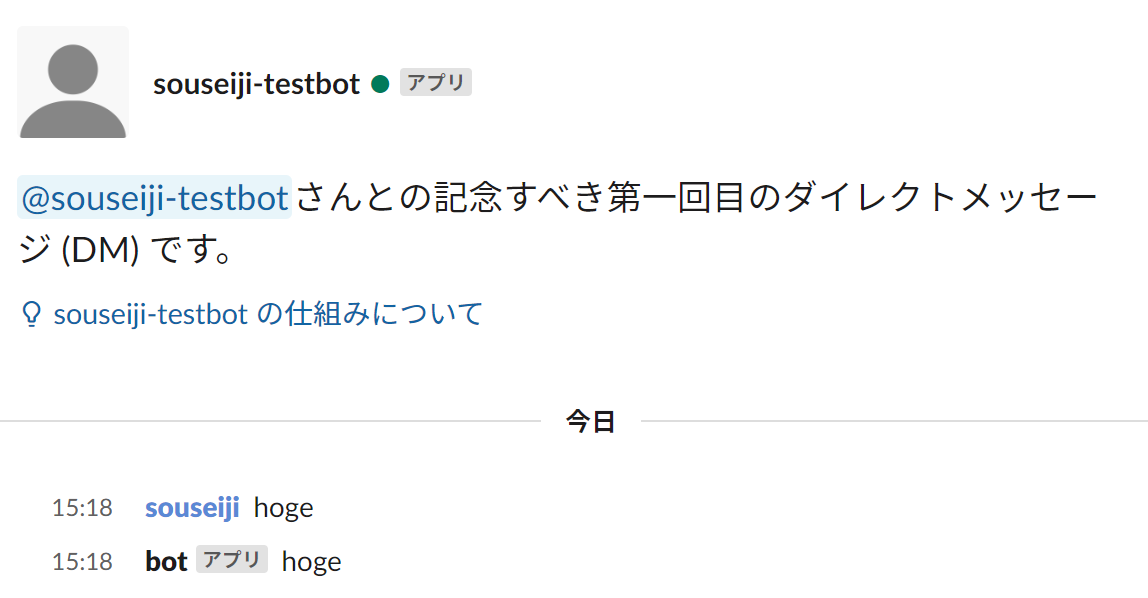 souseiji-testbot アプリ
@souseiji-testbotさんとの記念すべき第一回目のダイレクトメッセー
ジ (DM) です。
souseiji-testbot の仕組みについて
今日
15:18 souseiji hoge
15:18 bot アプリ hoge